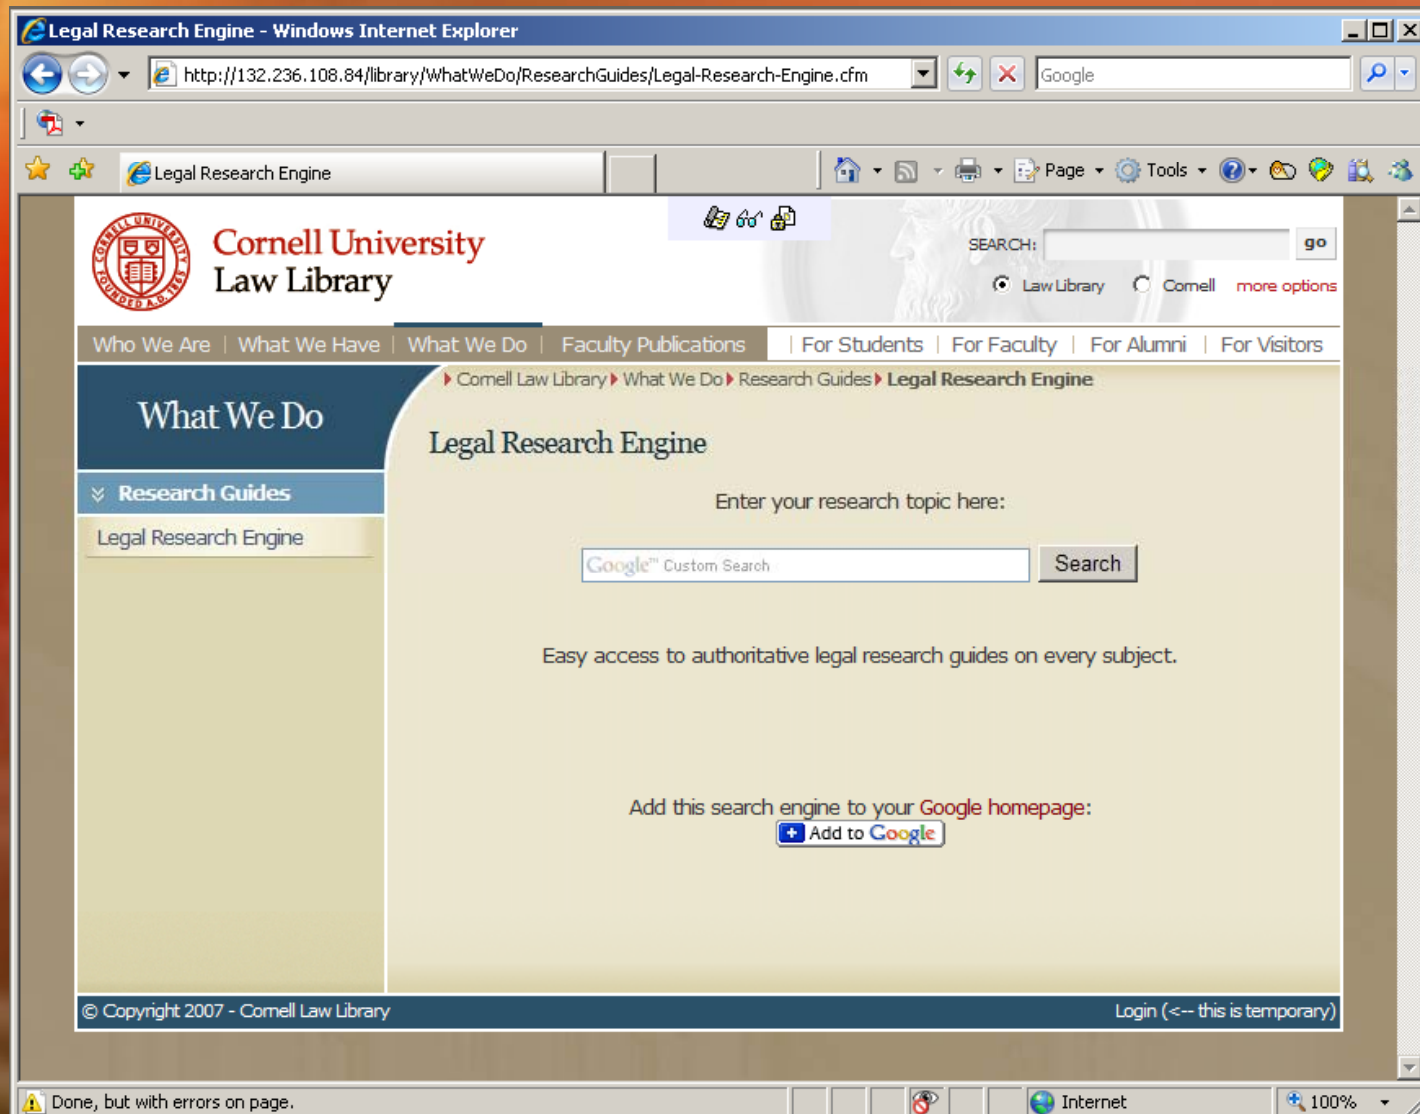 Legal Research Engine - Windows Internet Explorer
http://132.236.108.84/library/WhatWeDo/ResearchGuides/Legal-Research-Engine.cfm
Google
Legal Research Engine
Page
Tools
Cornell University
Law Library
SEARCH:
go
Law Library
Cornell
more options
Who We Are | What We Have | What We Do | Faculty Publications | For Students | For Faculty | For Alumni | For Visitors
Cornell Law Library What We Do Research Guides Legal Research Engine
What We Do
Legal Research Engine
Research Guides
Legal Research Engine
Enter your research topic here:
Google™ Custom Search
Search
Easy access to authoritative legal research guides on every subject.
Add this search engine to your Google homepage:
Add to Google
© Copyright 2007 - Cornell Law Library
Login (<-- this is temporary)
Done, but with errors on page.
Internet
100%